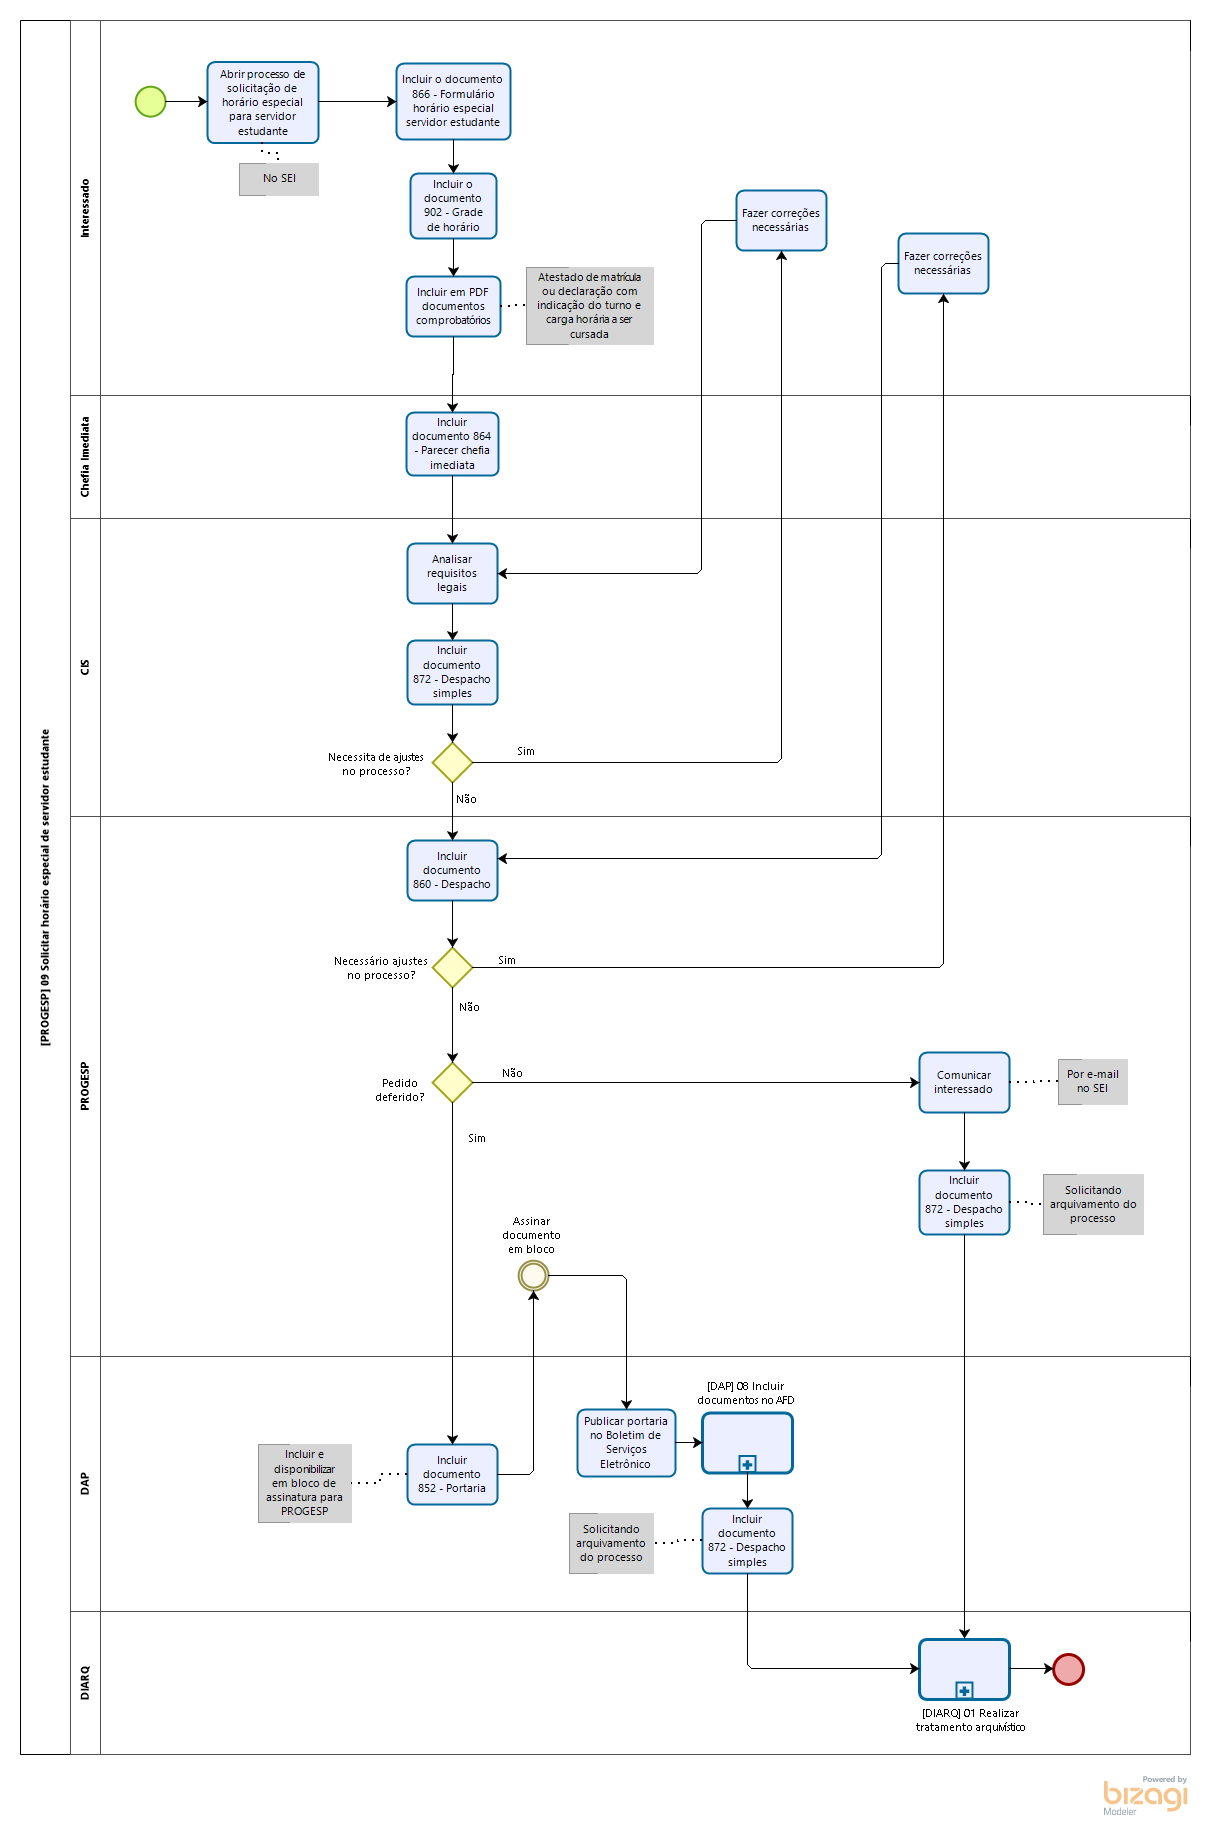 [PROGESP] 09 Solicitar horário especial de servidor estudante
Interessado
Abrir processo de
solicitação de
horário especial
para servidor
estudante
No SEI
Incluir o documento
866 - Formulário
horário especial
servidor estudante
Incluir o
documento
902 - Grade
de horário
Incluir em PDF
documentos
comprobatórios
Atestado de matrícula
ou declaração com
indicação do turno e
carga horária a ser
cursada
Fazer correções
necessárias
Fazer correções
necessárias
Chefia Imediata
Incluir
documento 864
- Parecer chefia
imediata
CIS
Analisar
requisitos
legais
Incluir
documento
872 - Despacho
simples
Necessita de ajustes
no processo?
Sim
Não
PROGESP
Incluir
documento
860 - Despacho
Necessário ajustes
no processo?
Sim
Não
Pedido
deferido?
Não
Sim
Comunicar
interessado
Por e-mail
no SEI
Incluir
documento
872 - Despacho
simples
Solicitando
arquivamento do
processo
Assinar
documento
em bloco
DAP
Incluir e
disponibilizar
em bloco de
assinatura para
PROGESP
Incluir
documento
852 - Portaria
Publicar portaria
no Boletim de
Serviços
Eletrônico
[DAP] 08 Incluir
documentos no AFD
Solicitando
arquivamento
do processo
Incluir
documento
872 - Despacho
simples
DIARQ
[DIARQ] 01 Realizar
tratamento arquivístico
Powered by
bizagi
Modeler